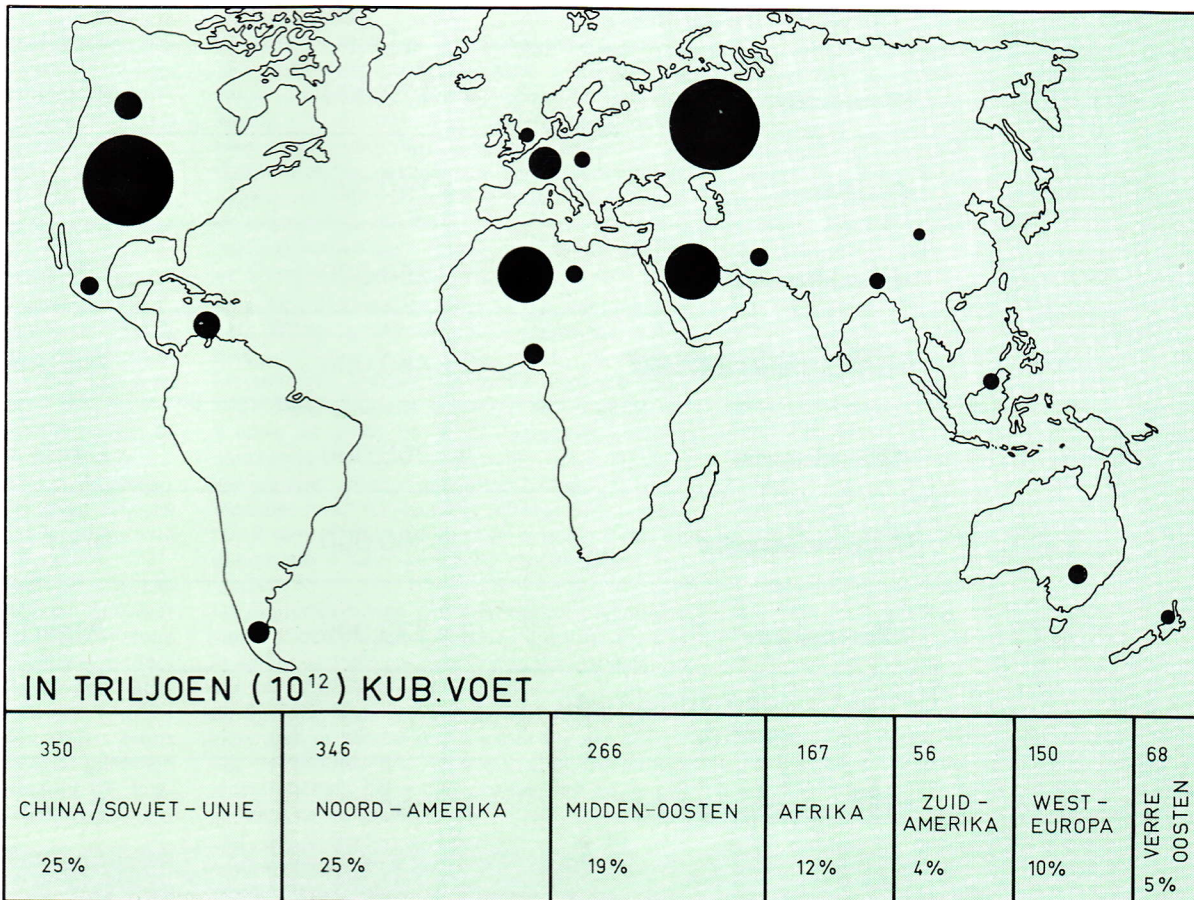 IN TRILJOEN (10¹²) KUB.VOET
350
CHINA/SOVJET-UNIE
25%
346
NOORD-AMERIKA
25%
266
MIDDEN-OOSTEN
19%
167
AFRIKA
12%
56
ZUID-
AMERIKA
4%
150
WEST-
EUROPA
10%
68
VERRE
OOSTEN
5%